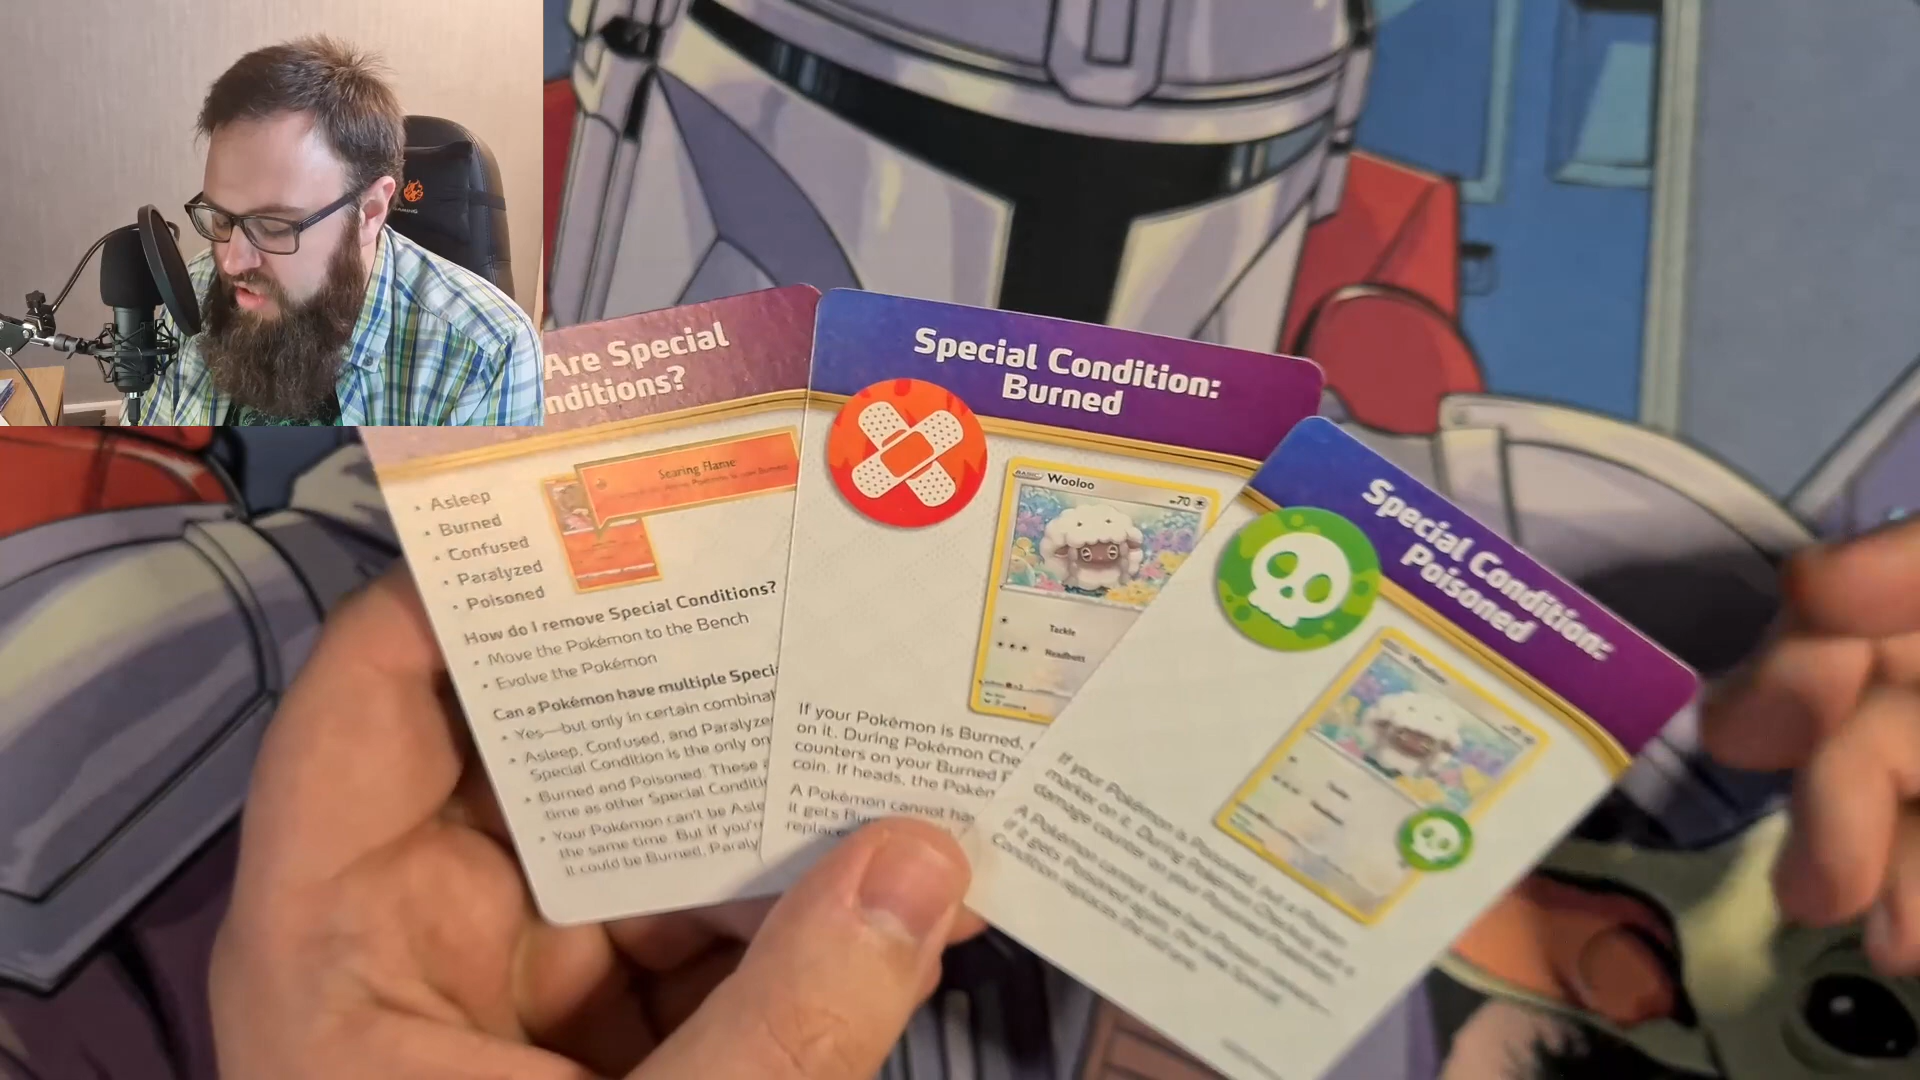 Are Special
nditions?
Searing Flame
• Asleep
• Burned
• Confused
• Paralyzed
• Poisoned
How do I remove Special Conditions?
• Move the Pokémon to the Bench
• Evolve the Pokémon
Can a Pokémon have multiple Speci
• Yes—but only in certain combina
• Asleep, Confused, and Paralyze
Special Condition is the only on
• Burned and Poisoned: These
time as other Special Conditi
• Your Pokémon can't be Asle
the same time. But if you're
it could be Burned, Paraly
Special Condition:
Burned
BASIC Wooloo
70
Tackle
Headbutt
If your Pokémon is Burned,
on it. During Pokémon Che
counters on your Burned P
coin. If heads, the Pokém
A Pokémon cannot hav
it gets Bur
replace
Special Condition:
Poisoned
Wooloo
If your Pokémon is Poisoned, put a Poison
marker on it. During Pokémon Checkup, put a
damage counter on your Poisoned Pokémon.
A Pokémon cannot have two Poison markers—
if it gets Poisoned again, the new Special
Condition replaces the old one.